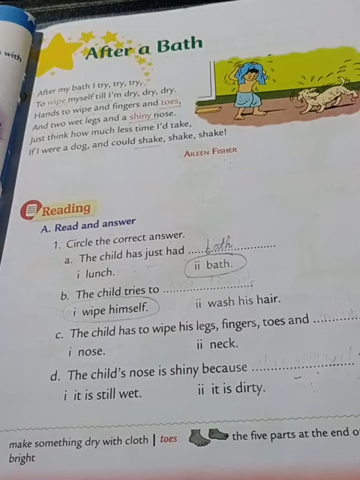 with
After a Bath
After my bath I try, try, try,
To wipe myself till I'm dry, dry, dry.
Hands to wipe and fingers and toes,
And two wet legs and a shiny nose.
Just think how much less time I'd take,
If I were a dog, and could shake, shake, shake!
AILEEN FISHER
Reading
A. Read and answer
1. Circle the correct answer.
a. The child has just had ..... bath ..................
i lunch.
ii bath.
b. The child tries to ............................
i wipe himself.
ii wash his hair.
c. The child has to wipe his legs, fingers, toes and ..............
i nose.
ii neck.
d. The child's nose is shiny because ................................
i it is still wet.
ii it is dirty.
make something dry with cloth | toes the five parts at the end o
bright